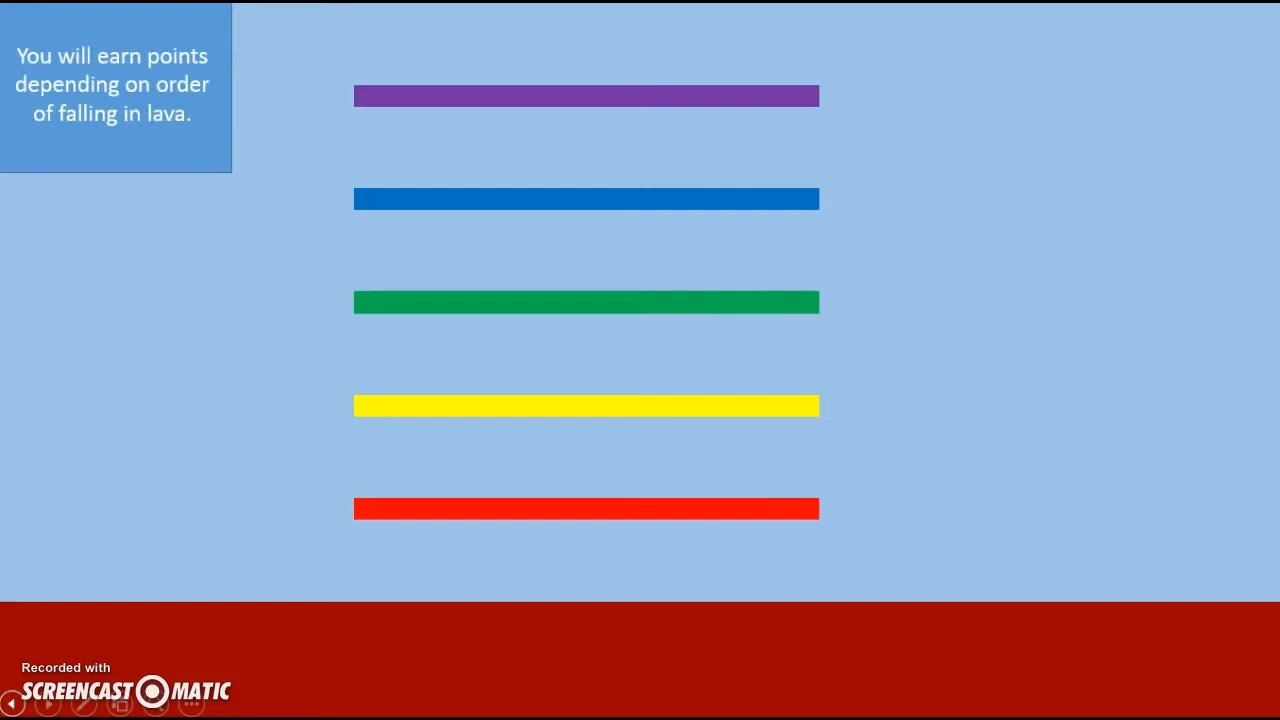 You will earn points
depending on order
of falling in lava.
Recorded with
SCREENCAST MATIC